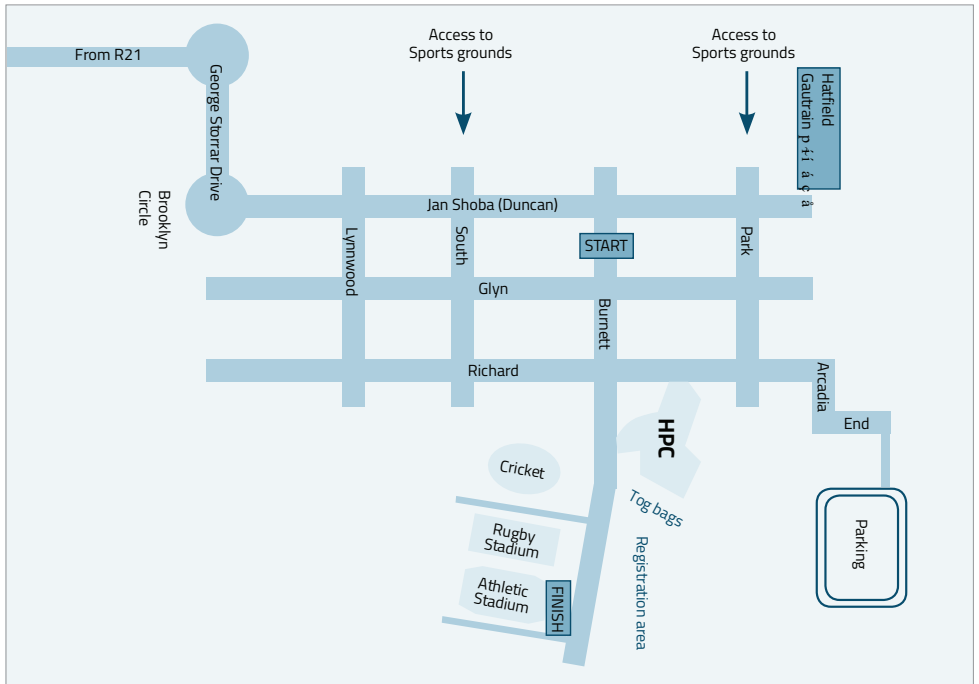 From R21
George Storrar Drive
Brooklyn
Circle
Access to
Sports grounds
Access to
Sports grounds
Hatfield
Gautrain
Jan Shoba (Duncan)
Lynnwood
South
START
Park
Glyn
Burnett
Richard
Arcadia
End
HPC
Cricket
Tog bags
Rugby
Stadium
Registration area
Parking
Athletic
Stadium
FINISH